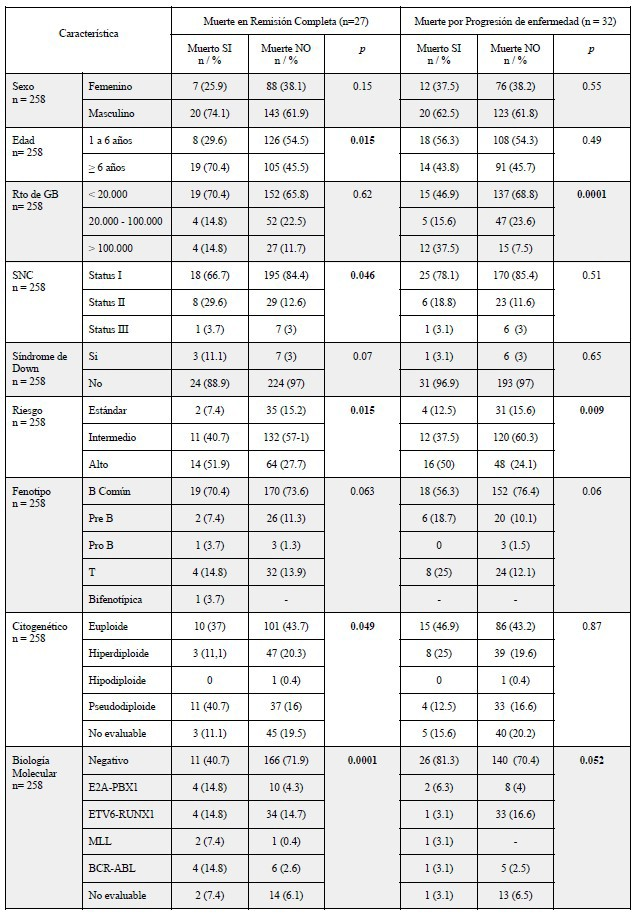 Característica Muerte en Remisión Completa (n=27) Muerte por Progresión de enfermedad (n = 32)
Muerto SI n / % Muerte NO n / % p Muerto SI n / % Muerte NO n / % p
Sexo n = 258 Femenino 7 (25.9) 88 (38.1) 0.15 12 (37.5) 76 (38.2) 0.55
Masculino 20 (74.1) 143 (61.9) 20 (62.5) 123 (61.8)
Edad n= 258 1 a 6 años 8 (29.6) 126 (54.5) 0.015 18 (56.3) 108 (54.3) 0.49
≥ 6 años 19 (70.4) 105 (45.5) 14 (43.8) 91 (45.7)
Rto de GB n= 258 < 20.000 19 (70.4) 152 (65.8) 0.62 15 (46.9) 137 (68.8) 0.0001
20.000 - 100.000 4 (14.8) 52 (22.5) 5 (15.6) 47 (23.6)
> 100.000 4 (14.8) 27 (11.7) 12 (37.5) 15 (7.5)
SNC n = 258 Status I 18 (66.7) 195 (84.4) 0.046 25 (78.1) 170 (85.4) 0.51
Status II 8 (29.6) 29 (12.6) 6 (18.8) 23 (11.6)
Status III 1 (3.7) 7 (3) 1 (3.1) 6 (3)
Síndrome de Down n = 258 Si 3 (11.1) 7 (3) 0.07 1 (3.1) 6 (3) 0.65
No 24 (88.9) 224 (97) 31 (96.9) 193 (97)
Riesgo n = 258 Estándar 2 (7.4) 35 (15.2) 0.015 4 (12.5) 31 (15.6) 0.009
Intermedio 11 (40.7) 132 (57-1) 12 (37.5) 120 (60.3)
Alto 14 (51.9) 64 (27.7) 16 (50) 48 (24.1)
Fenotipo n = 258 B Común 19 (70.4) 170 (73.6) 0.063 18 (56.3) 152 (76.4) 0.06
Pre B 2 (7.4) 26 (11.3) 6 (18.7) 20 (10.1)
Pro B 1 (3.7) 3 (1.3) 0 3 (1.5)
T 4 (14.8) 32 (13.9) 8 (25) 24 (12.1)
Bifenotípica 1 (3.7) - - -
Citogenético n = 258 Euploide 10 (37) 101 (43.7) 0.049 15 (46.9) 86 (43.2) 0.87
Hiperdiploide 3 (11,1) 47 (20.3) 8 (25) 39 (19.6)
Hipodiploide 0 1 (0.4) 0 1 (0.4)
Pseudodiploide 11 (40.7) 37 (16) 4 (12.5) 33 (16.6)
No evaluable 3 (11.1) 45 (19.5) 5 (15.6) 40 (20.2)
Biología Molecular n= 258 Negativo 11 (40.7) 166 (71.9) 0.0001 26 (81.3) 140 (70.4) 0.052
E2A-PBX1 4 (14.8) 10 (4.3) 2 (6.3) 8 (4)
ETV6-RUNX1 4 (14.8) 34 (14.7) 1 (3.1) 33 (16.6)
MLL 2 (7.4) 1 (0.4) 1 (3.1) -
BCR-ABL 4 (14.8) 6 (2.6) 1 (3.1) 5 (2.5)
No evaluable 2 (7.4) 14 (6.1) 1 (3.1) 13 (6.5)